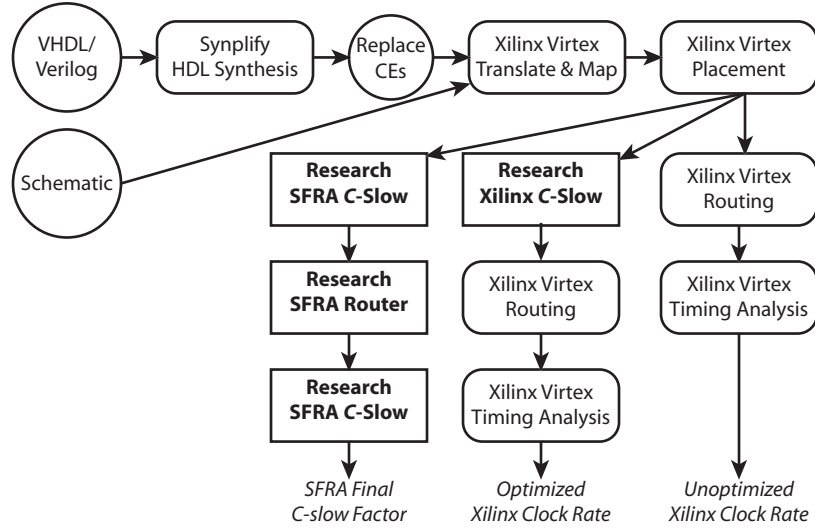 VHDL/
Verilog
Synplify
HDL Synthesis
Replace
CEs
Xilinx Virtex
Translate & Map
Xilinx Virtex
Placement
Schematic
Research
SFRA C-Slow
Research
Xilinx C-Slow
Xilinx Virtex
Routing
Research
SFRA Router
Xilinx Virtex
Routing
Xilinx Virtex
Timing Analysis
Research
SFRA C-Slow
Xilinx Virtex
Timing Analysis
SFRA Final
C-slow Factor
Optimized
Xilinx Clock Rate
Unoptimized
Xilinx Clock Rate